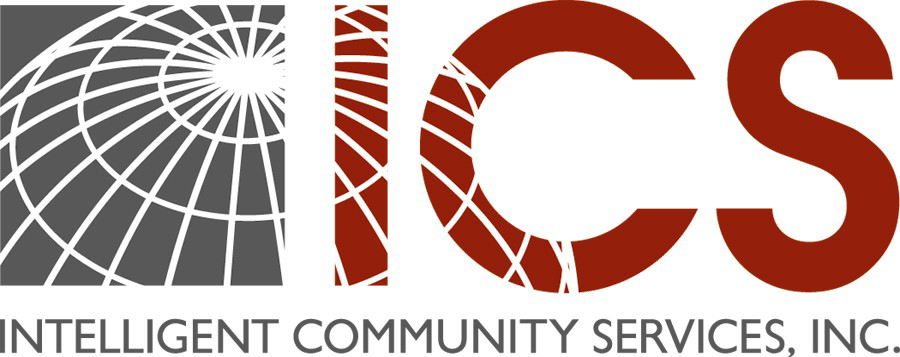 ICS
INTELLIGENT COMMUNITY SERVICES, INC.